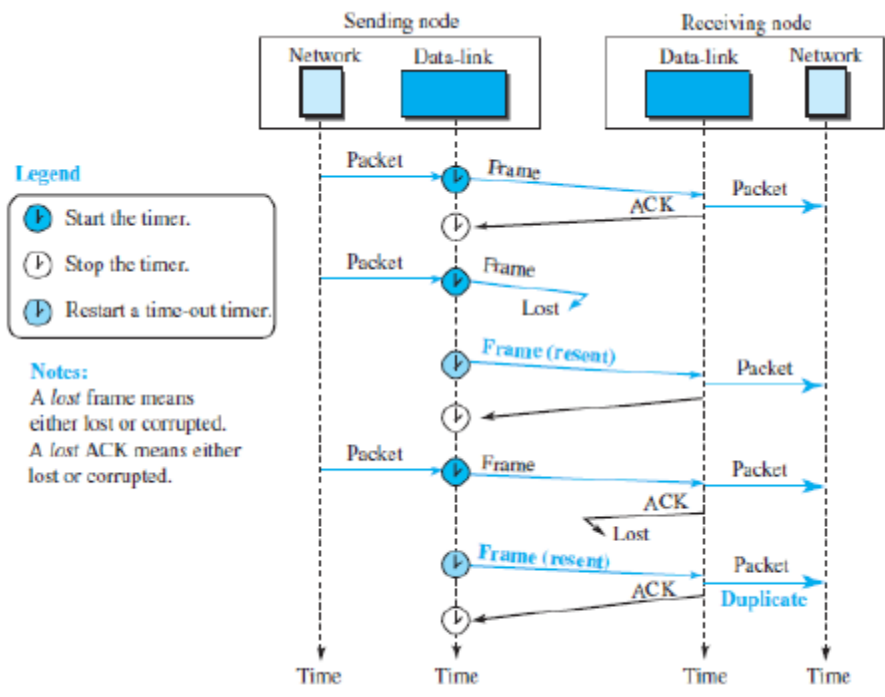 Sending node
Receiving node
Network
Data-link
Data-link
Network
Legend
Start the timer.
Stop the timer.
Restart a time-out timer.
Notes:
A lost frame means
either lost or corrupted.
A lost ACK means either
lost or corrupted.
Packet
Frame
Packet
ACK
Packet
Frame
Lost
Frame (resent)
Packet
Packet
Frame
Packet
ACK
Lost
Frame (resent)
Packet
ACK
Duplicate
Time
Time
Time
Time